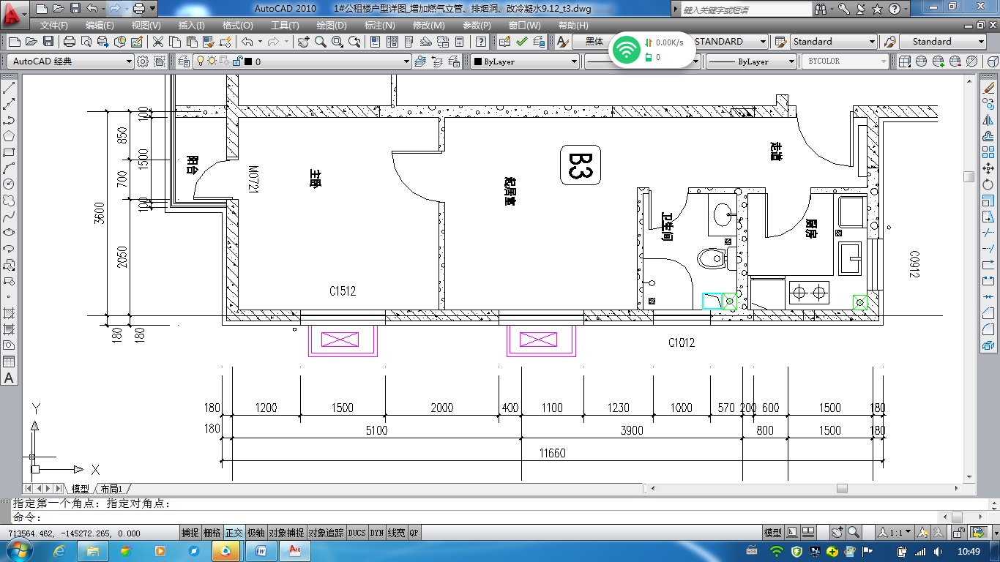 AutoCAD 2010 1#公租楼户型详图_增加燃气立管、排烟洞、改冷凝水9.12_t3.dwg
键入关键字或短语
文件(F) 编辑(E) 视图(V) 插入(I) 格式(O) 工具(T) 绘图(D) 标注(N) 修改(M) 参数(P) 窗口(W) 帮助(H)
黑体
STANDARD
Standard
Standard
0.00K/s
0
AutoCAD 经典
0
ByLayer
ByLayer
BYCOLOR
100
850
1500
700
100
3600
2050
180
180
阳台
M0721
主卧
起居室
B3
走道
卫生间
厨房
C0912
C1512
C1012
180 1200 1500 2000 400 1100 1230 1000 570 200 600 1500 180
180 5100 3900 800 1500 180
11660
Y
X
模型 布局1
指定第一个角点: 指定对角点:
命令:
713564.462, -145272.265, 0.000
捕捉 栅格 正交 极轴 对象捕捉 对象追踪 DUCS DYN 线宽 QP
模型
1:1
10:49